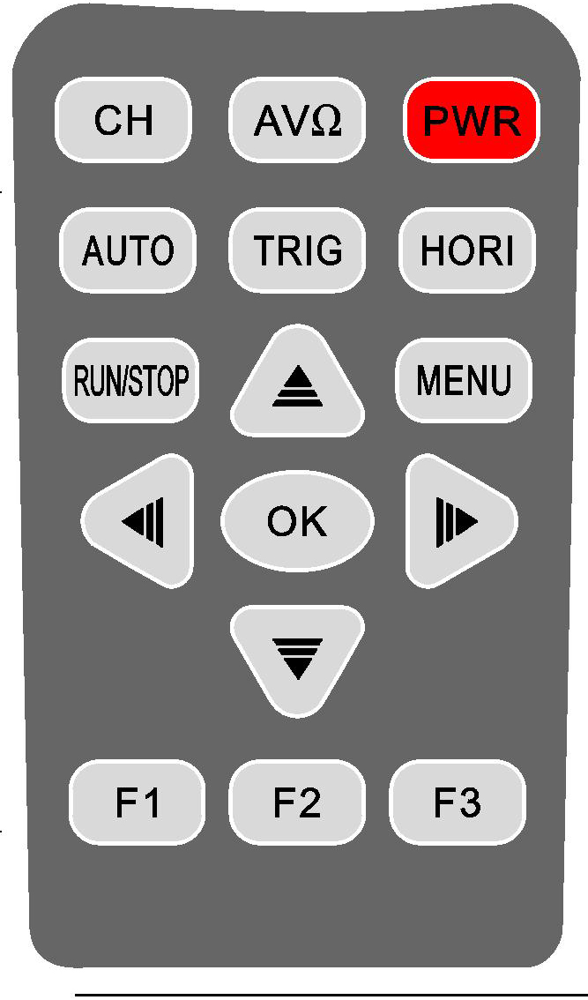 CH AVΩ PWR
AUTO TRIG HORI
RUN/STOP MENU
OK
F1 F2 F3